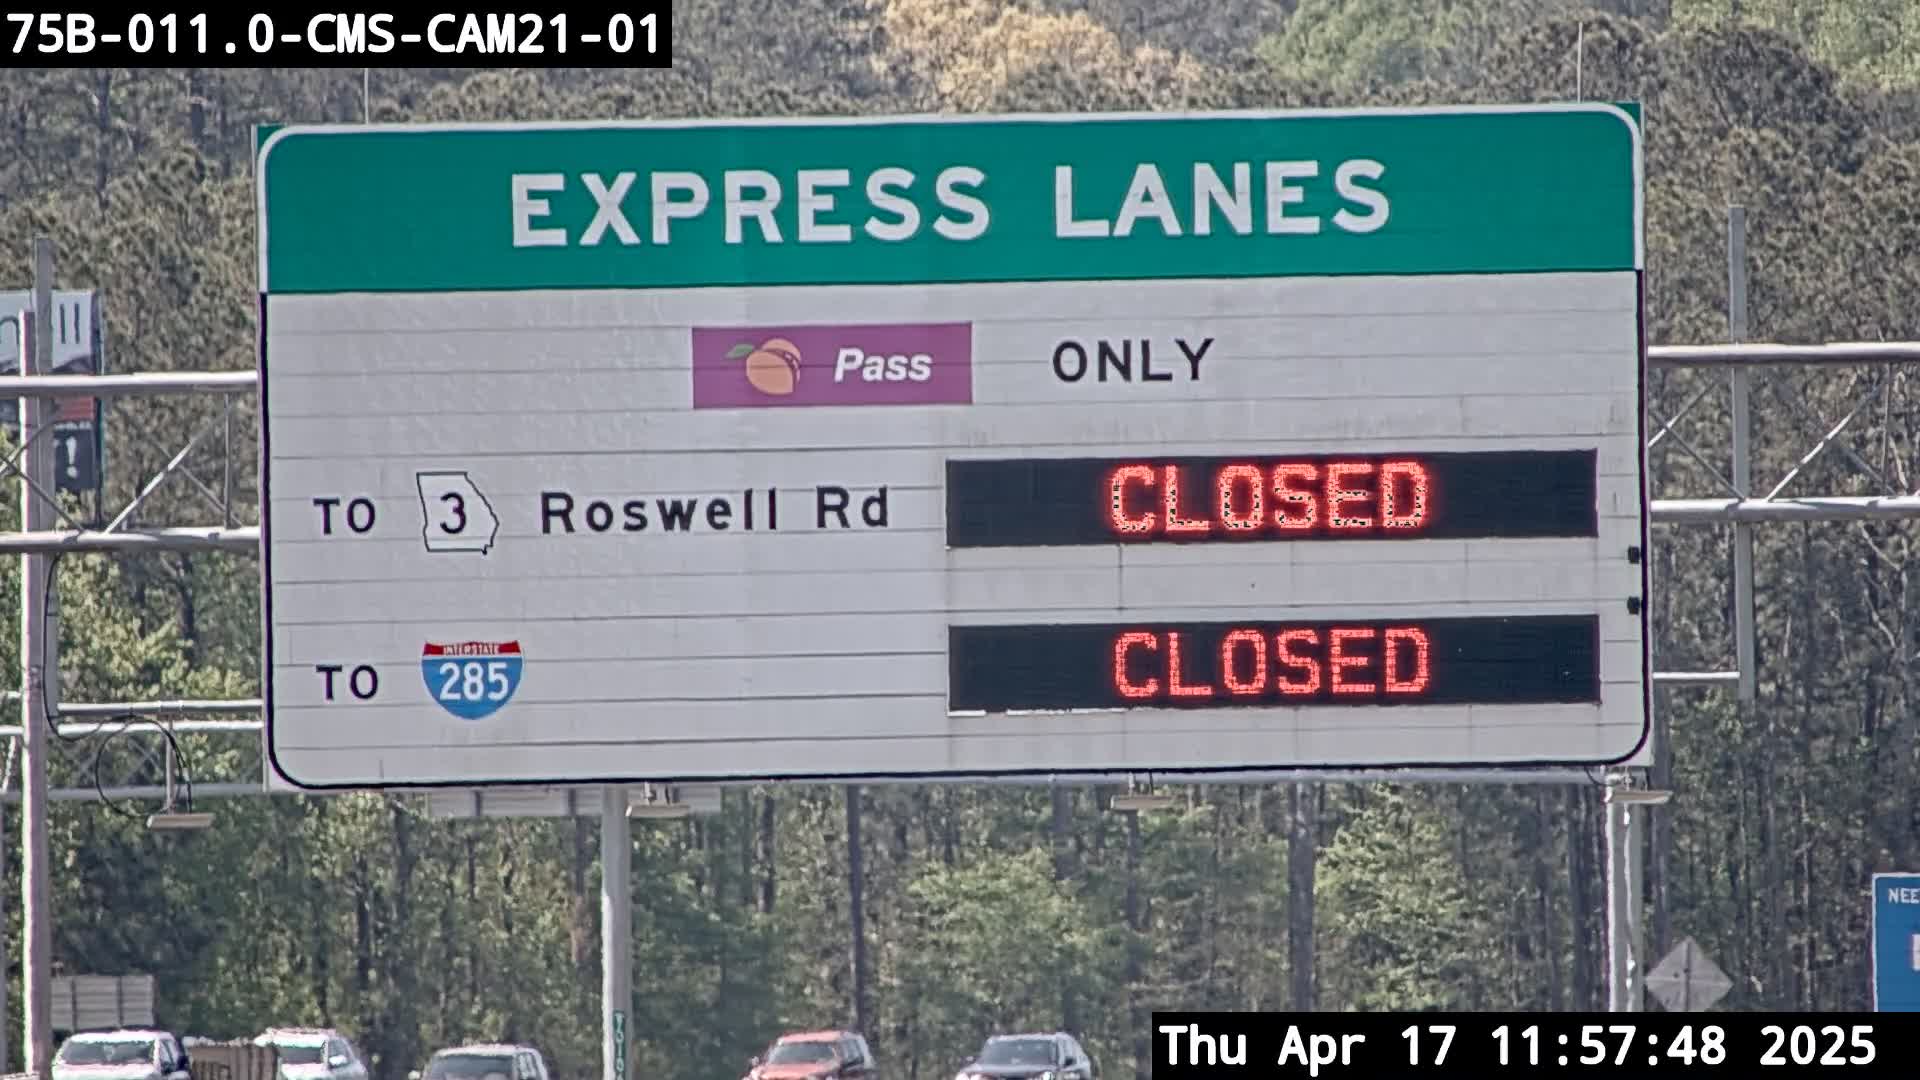 75B-011.0-CMS-CAM21-01
EXPRESS LANES
Pass ONLY
TO 3 Roswell Rd CLOSED
INTERSTATE
TO 285 CLOSED
!
NEE
Thu Apr 17 11:57:48 2025